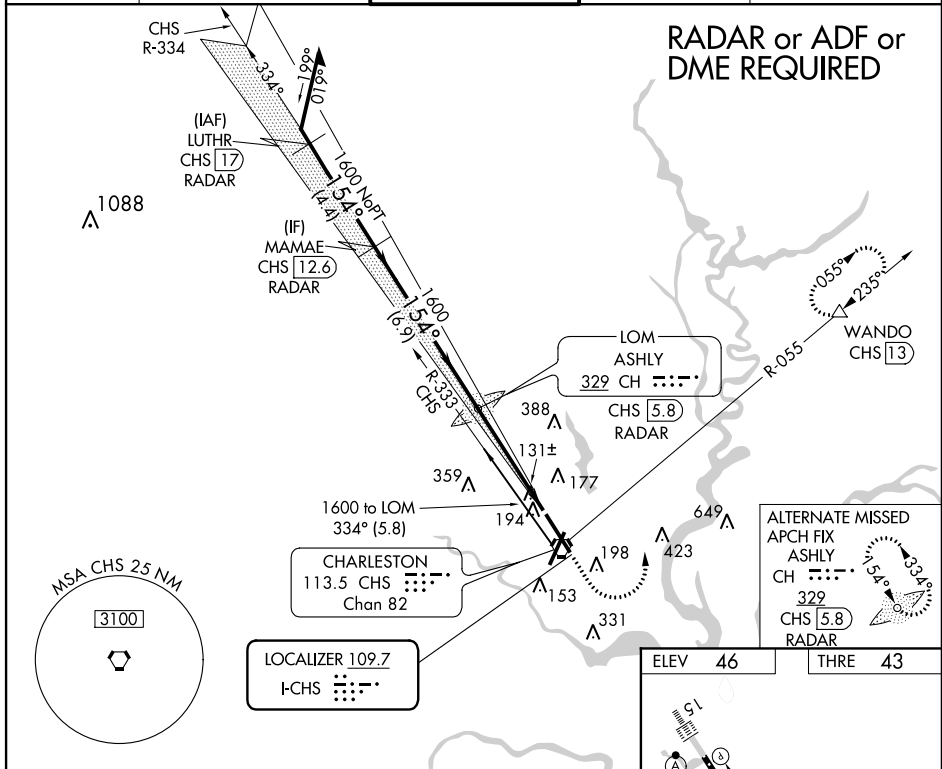 RADAR or ADF or
DME REQUIRED
CHS
R-334
334°
199°
019°
(IAF)
LUTHR
CHS 17
RADAR
1600 NoPT
154°
(4.4)
1088
(IF)
MAMAE
CHS 12.6
RADAR
1600
154°
(6.9)
R-333
CHS
055°
235°
WANDO
CHS 13
R-055
LOM
ASHLY
329 CH
CHS 5.8
RADAR
388
131±
177
359
194
1600 to LOM
334° (5.8)
649
423
198
153
331
CHARLESTON
113.5 CHS
Chan 82
LOCALIZER 109.7
I-CHS
MSA CHS 25 NM
3100
ALTERNATE MISSED
APCH FIX
ASHLY
CH
329
CHS 5.8
RADAR
154°
334°
ELEV 46
THRE 43
15
A
P